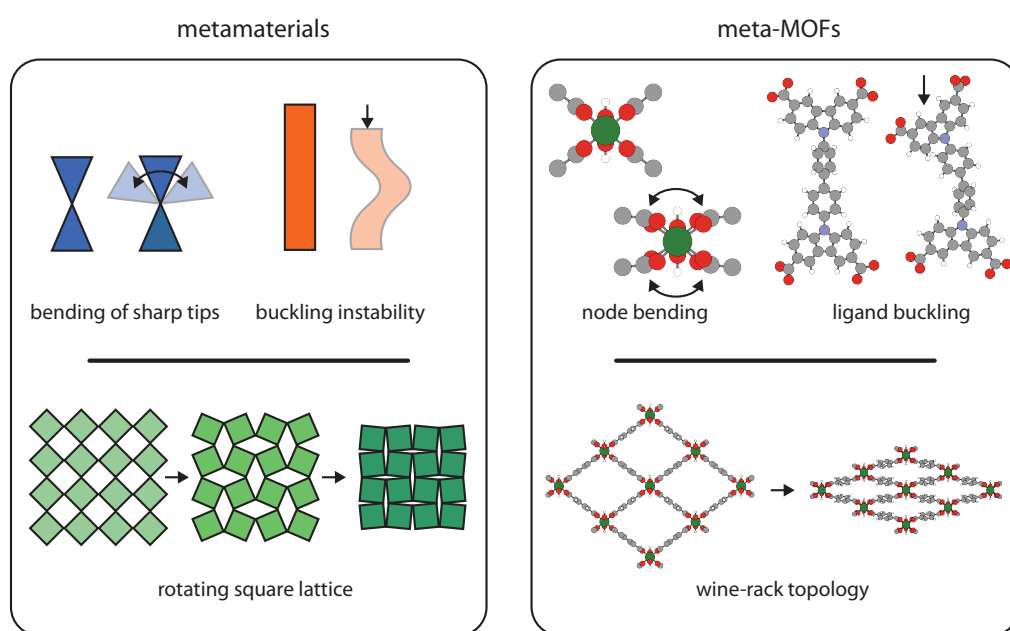 metamaterials
bending of sharp tips
buckling instability
rotating square lattice
meta-MOFs
node bending
ligand buckling
wine-rack topology